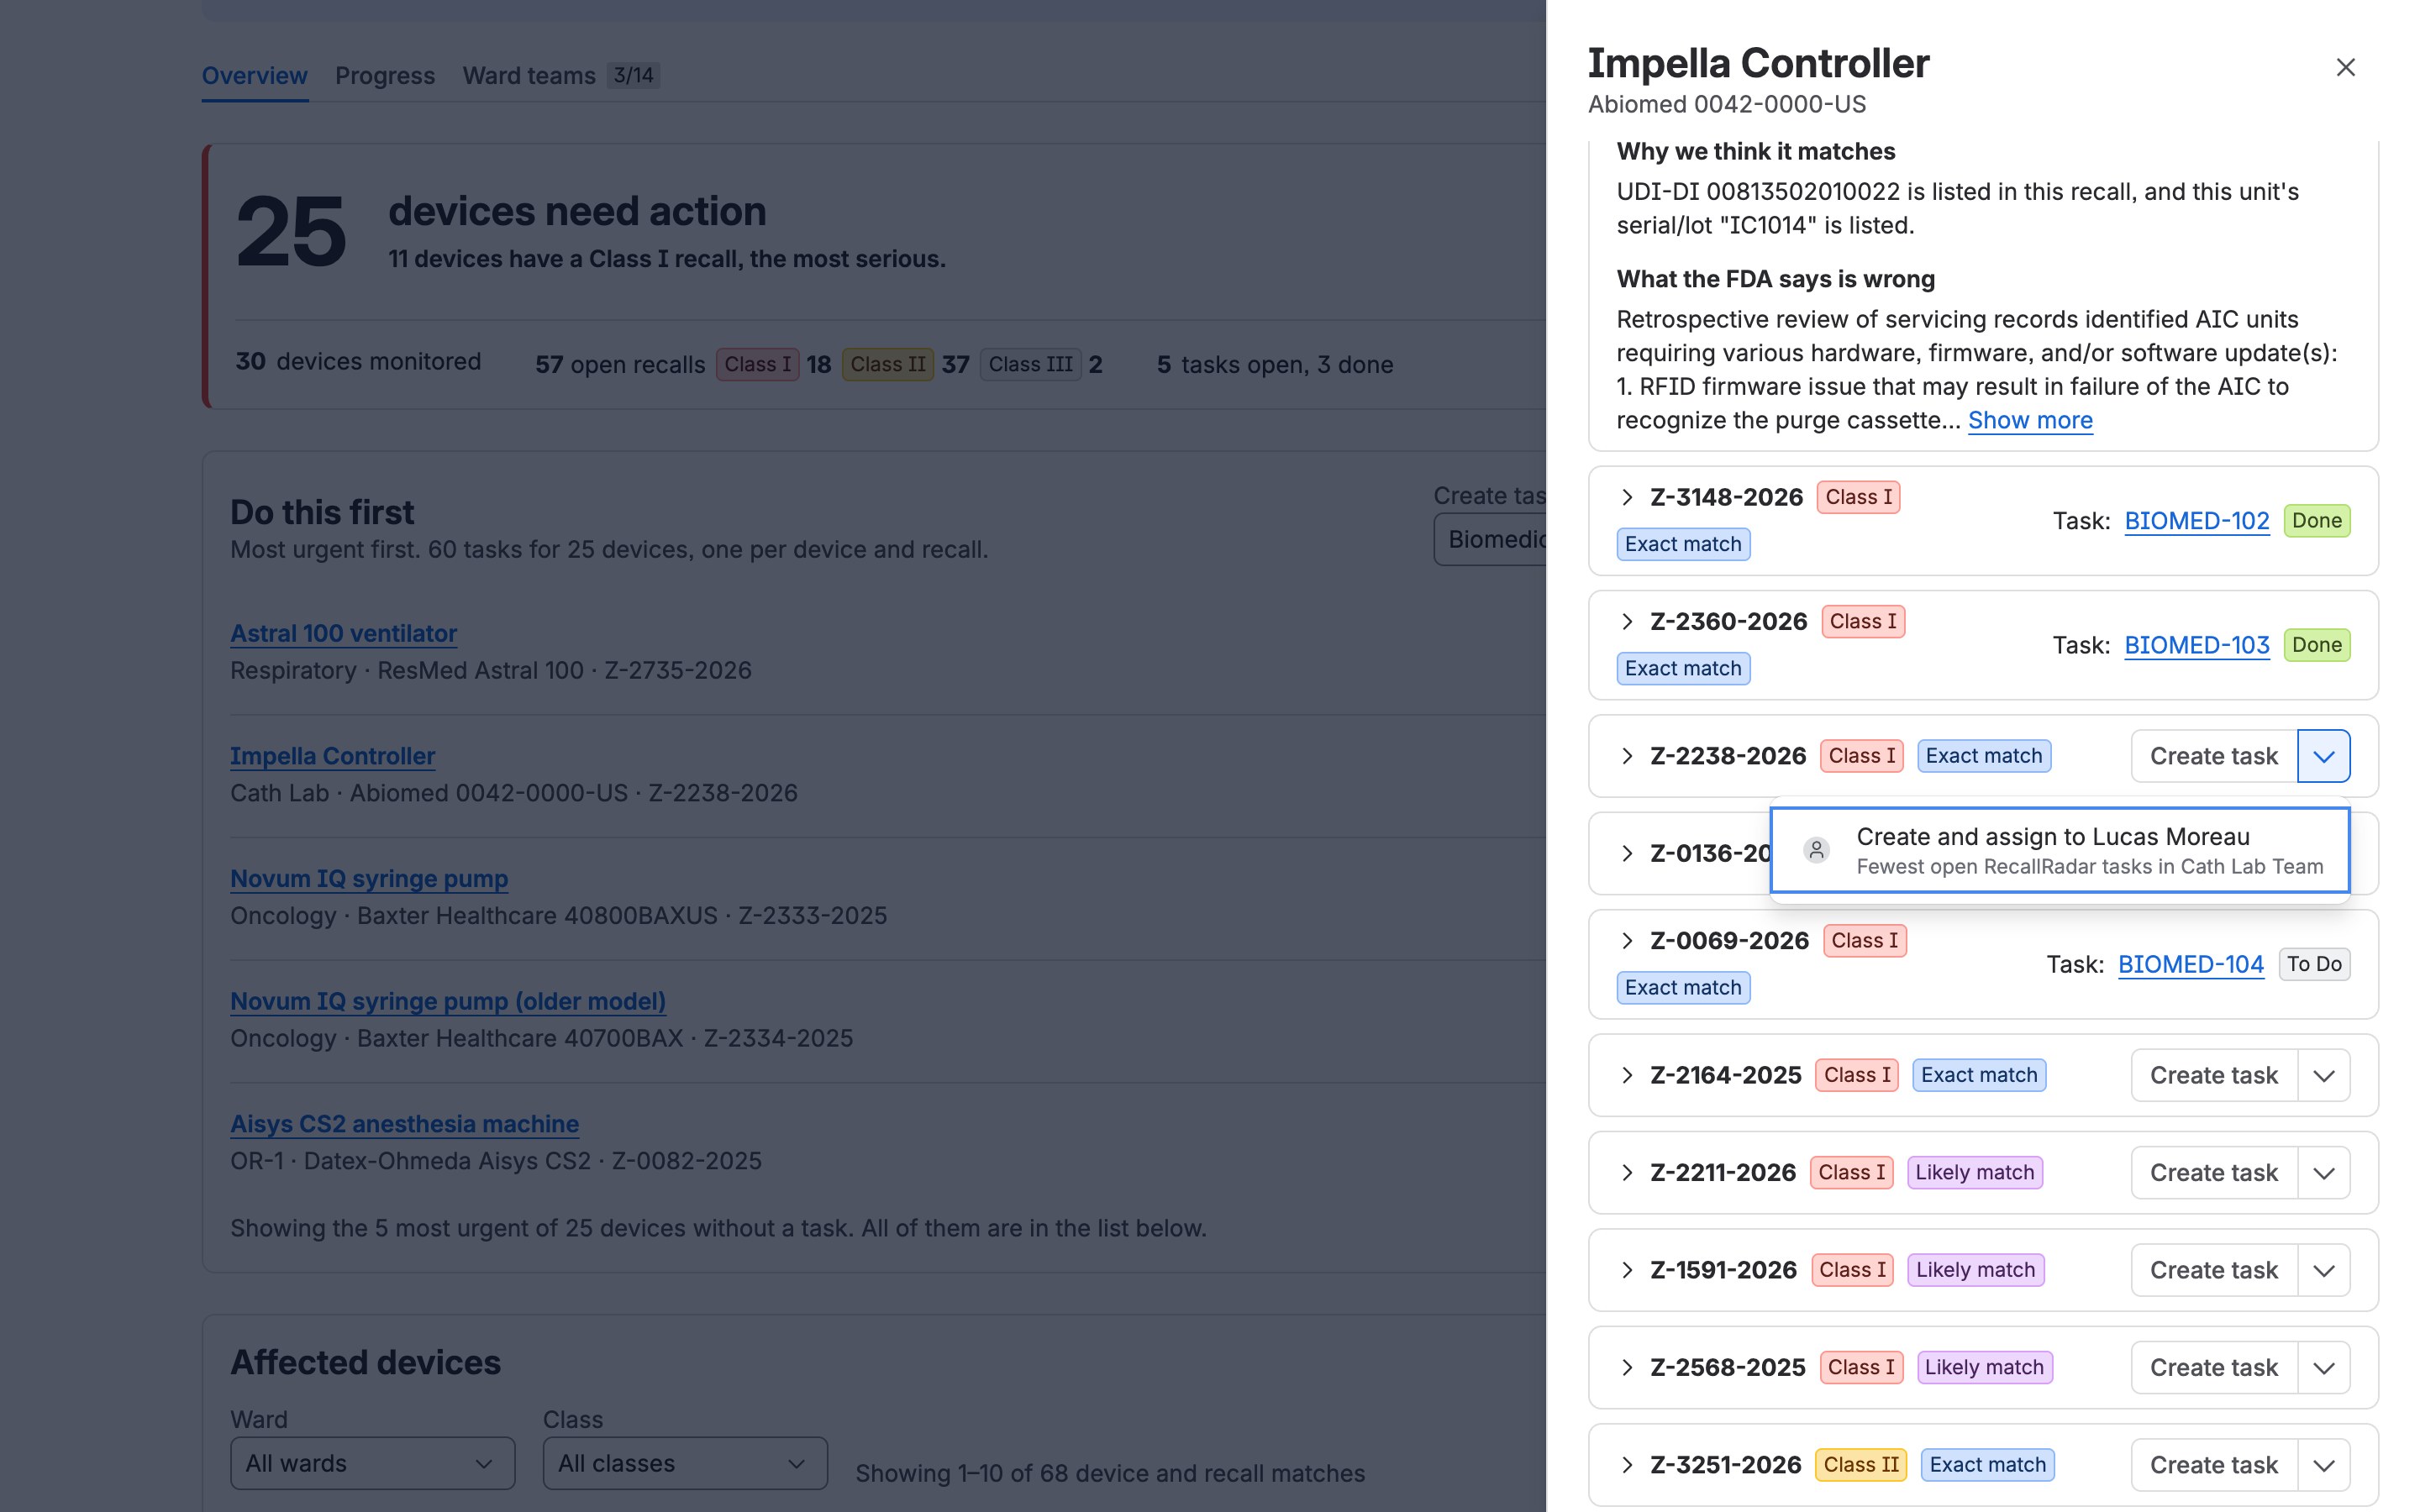 Overview Progress Ward teams 3/14
25 devices need action
11 devices have a Class I recall, the most serious.
30 devices monitored 57 open recalls Class I 18 Class II 37 Class III 2 5 tasks open, 3 done
Do this first
Most urgent first. 60 tasks for 25 devices, one per device and recall.
Create tas
Biomedic
Astral 100 ventilator
Respiratory · ResMed Astral 100 · Z-2735-2026
Impella Controller
Cath Lab · Abiomed 0042-0000-US · Z-2238-2026
Novum IQ syringe pump
Oncology · Baxter Healthcare 40800BAXUS · Z-2333-2025
Novum IQ syringe pump (older model)
Oncology · Baxter Healthcare 40700BAX · Z-2334-2025
Aisys CS2 anesthesia machine
OR-1 · Datex-Ohmeda Aisys CS2 · Z-0082-2025
Showing the 5 most urgent of 25 devices without a task. All of them are in the list below.
Affected devices
Ward Class
All wards All classes Showing 1–10 of 68 device and recall matches
Impella Controller
Abiomed 0042-0000-US
Why we think it matches
UDI-DI 00813502010022 is listed in this recall, and this unit's
serial/lot "IC1014" is listed.
What the FDA says is wrong
Retrospective review of servicing records identified AIC units
requiring various hardware, firmware, and/or software update(s):
1. RFID firmware issue that may result in failure of the AIC to
recognize the purge cassette... Show more
Z-3148-2026 Class I
Exact match
Task: BIOMED-102 Done
Z-2360-2026 Class I
Exact match
Task: BIOMED-103 Done
Z-2238-2026 Class I Exact match Create task
Create and assign to Lucas Moreau
Fewest open RecallRadar tasks in Cath Lab Team
Z-0136-20
Z-0069-2026 Class I
Exact match
Task: BIOMED-104 To Do
Z-2164-2025 Class I Exact match Create task
Z-2211-2026 Class I Likely match Create task
Z-1591-2026 Class I Likely match Create task
Z-2568-2025 Class I Likely match Create task
Z-3251-2026 Class II Exact match Create task